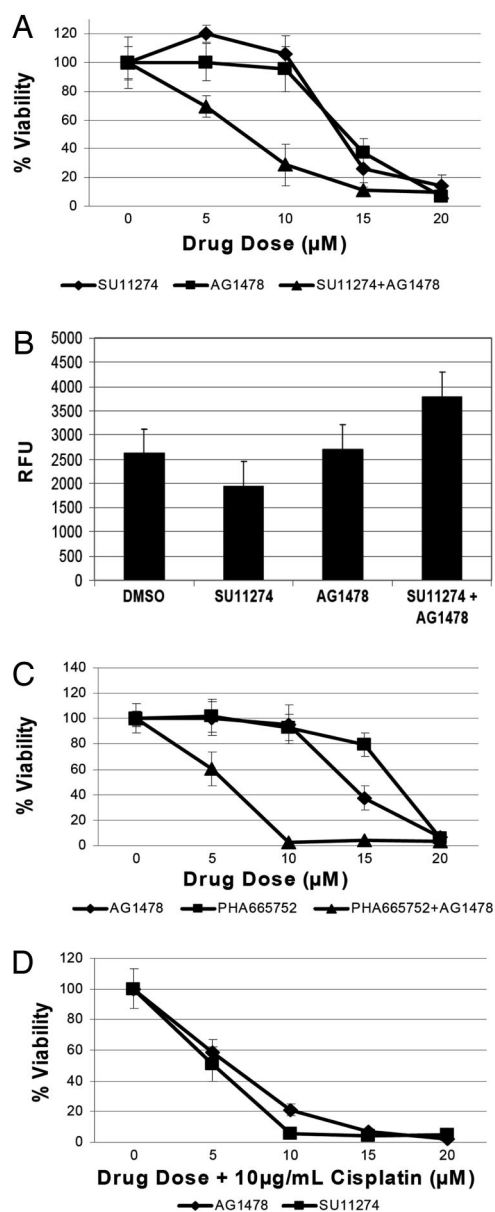 A
% Viability
120
100
80
60
40
20
0
0 5 10 15 20
Drug Dose (µM)
SU11274 AG1478 SU11274+AG1478
B
RFU
5000
4500
4000
3500
3000
2500
2000
1500
1000
500
0
DMSO SU11274 AG1478 SU11274 +
AG1478
C
% Viability
140
120
100
80
60
40
20
0
0 5 10 15 20
Drug Dose (µM)
AG1478 PHA665752 PHA665752+AG1478
D
% Viability
120
100
80
60
40
20
0
0 5 10 15 20
Drug Dose + 10µg/mL Cisplatin (µM)
AG1478 SU11274